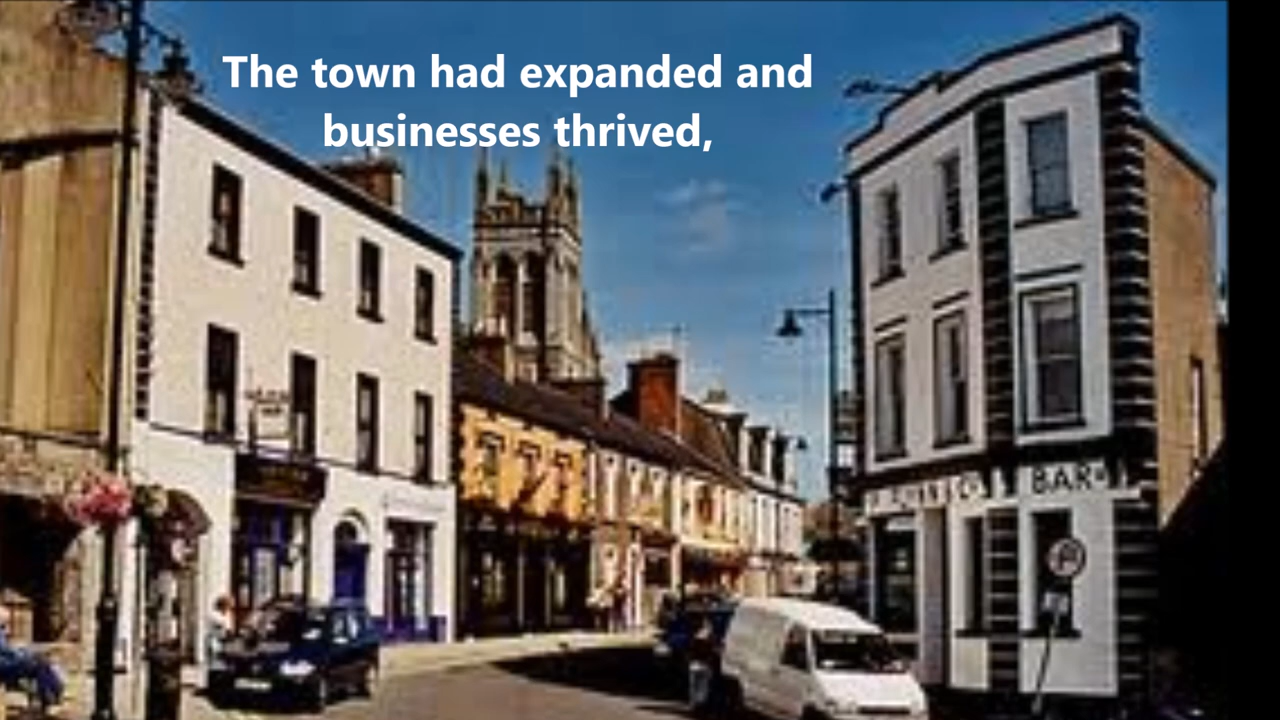 The town had expanded and
businesses thrived,
BAR